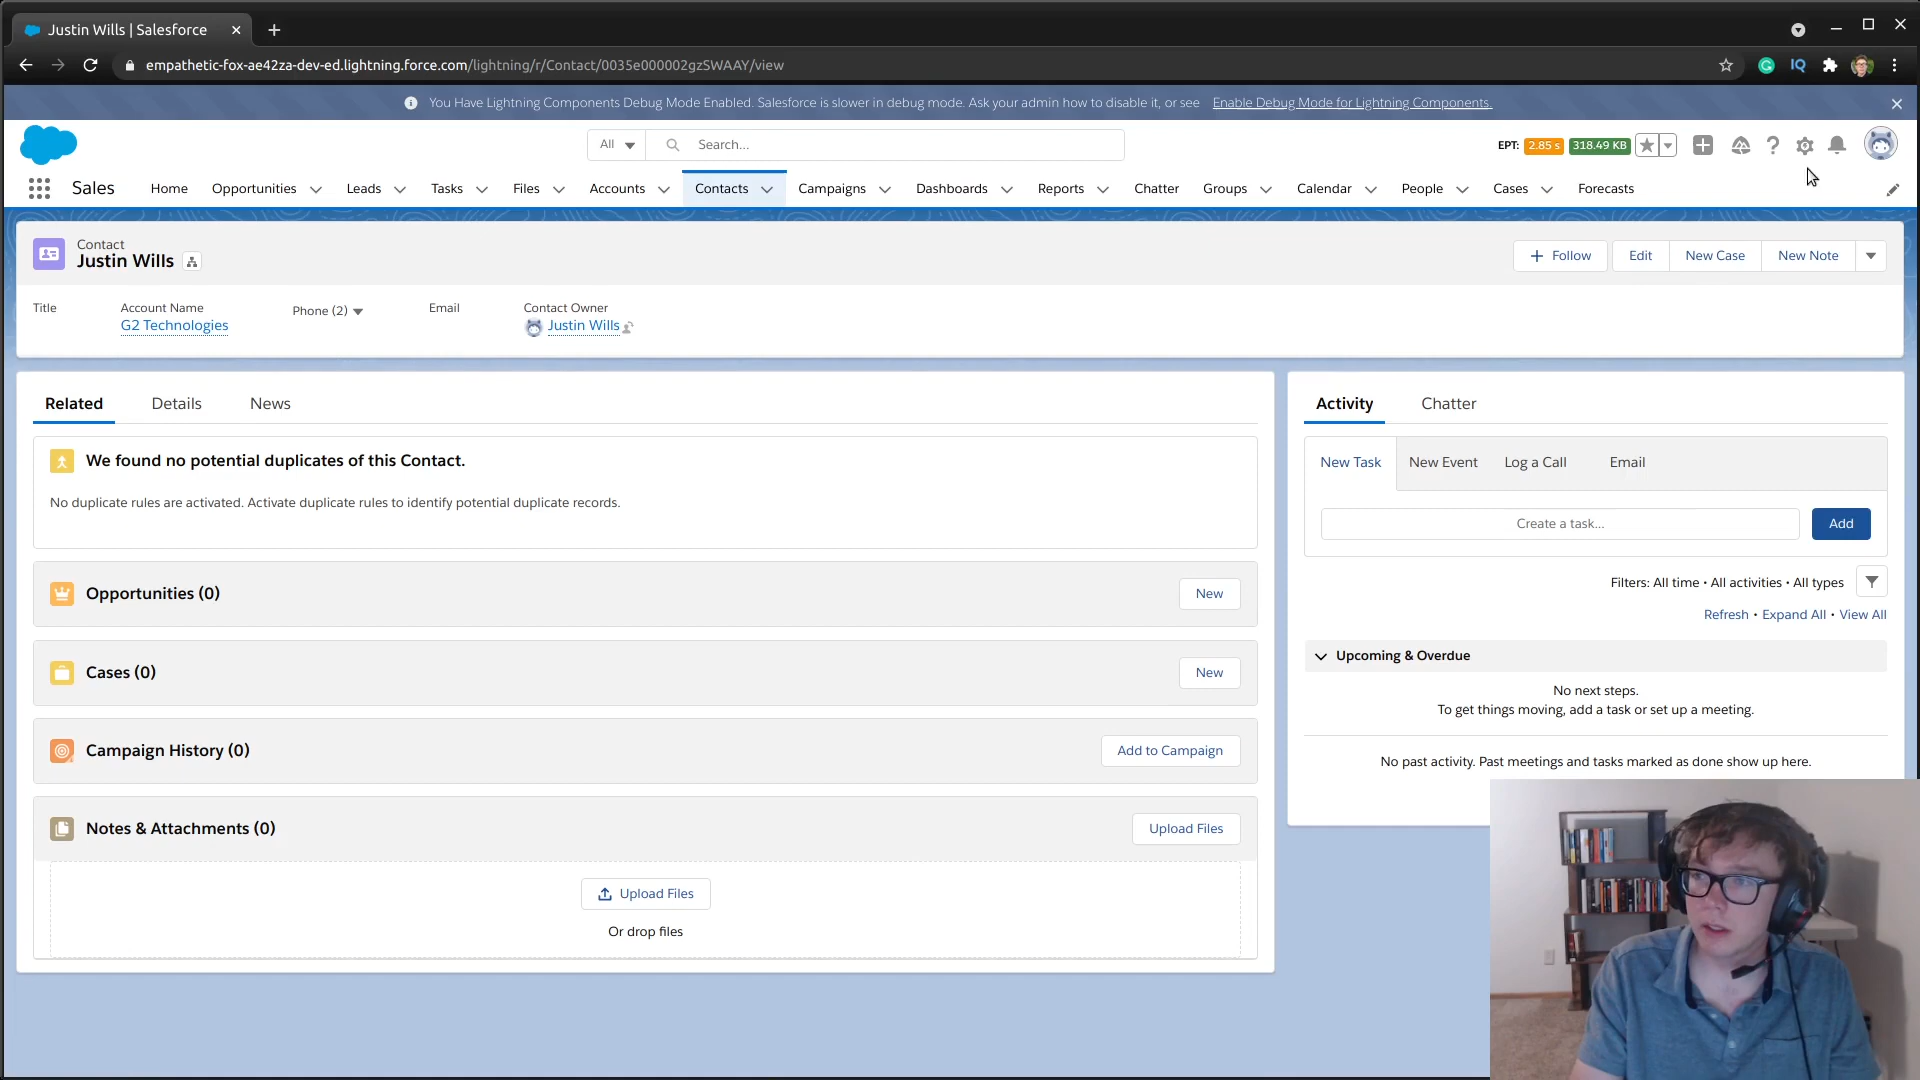 Justin Wills | Salesforce
empathetic-fox-ae42za-dev-ed.lightning.force.com/lightning/r/Contact/0035e000002gzSWAAY/view
You Have Lightning Components Debug Mode Enabled. Salesforce is slower in debug mode. Ask your admin how to disable it, or see Enable Debug Mode for Lightning Components.
All Search... EPT: 2.85 s 318.49 KB
Sales Home Opportunities Leads Tasks Files Accounts Contacts Campaigns Dashboards Reports Chatter Groups Calendar People Cases Forecasts
Contact
Justin Wills
Follow Edit New Case New Note
Title Account Name Phone (2) Email Contact Owner
G2 Technologies Justin Wills
Related Details News
We found no potential duplicates of this Contact.
No duplicate rules are activated. Activate duplicate rules to identify potential duplicate records.
Opportunities (0) New
Cases (0) New
Campaign History (0) Add to Campaign
Notes & Attachments (0) Upload Files
Upload Files
Or drop files
Activity Chatter
New Task New Event Log a Call Email
Create a task... Add
Filters: All time • All activities • All types
Refresh • Expand All • View All
Upcoming & Overdue
No next steps.
To get things moving, add a task or set up a meeting.
No past activity. Past meetings and tasks marked as done show up here.